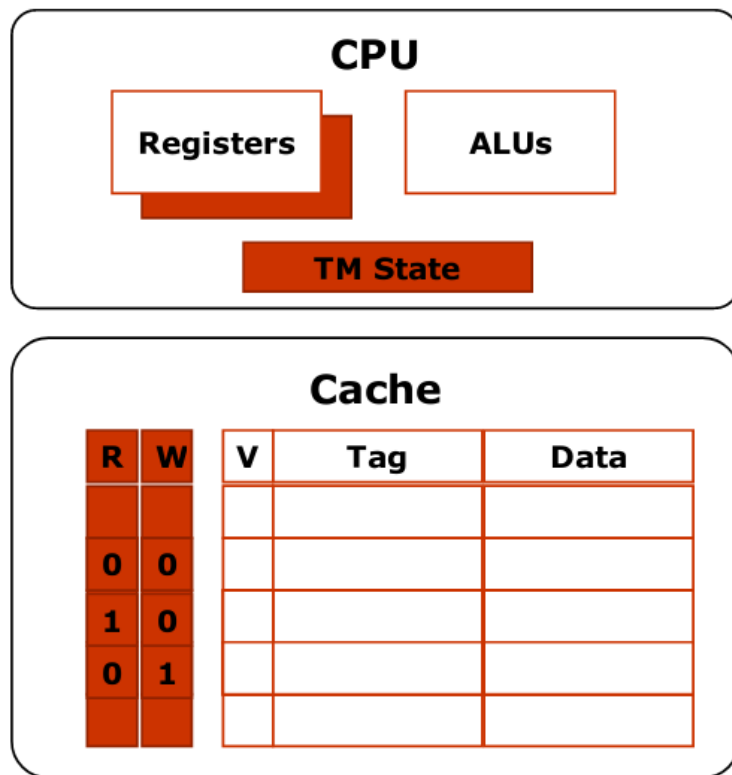 CPU
Registers ALUs
TM State
Cache
R W V Tag Data
0 0
1 0
0 1